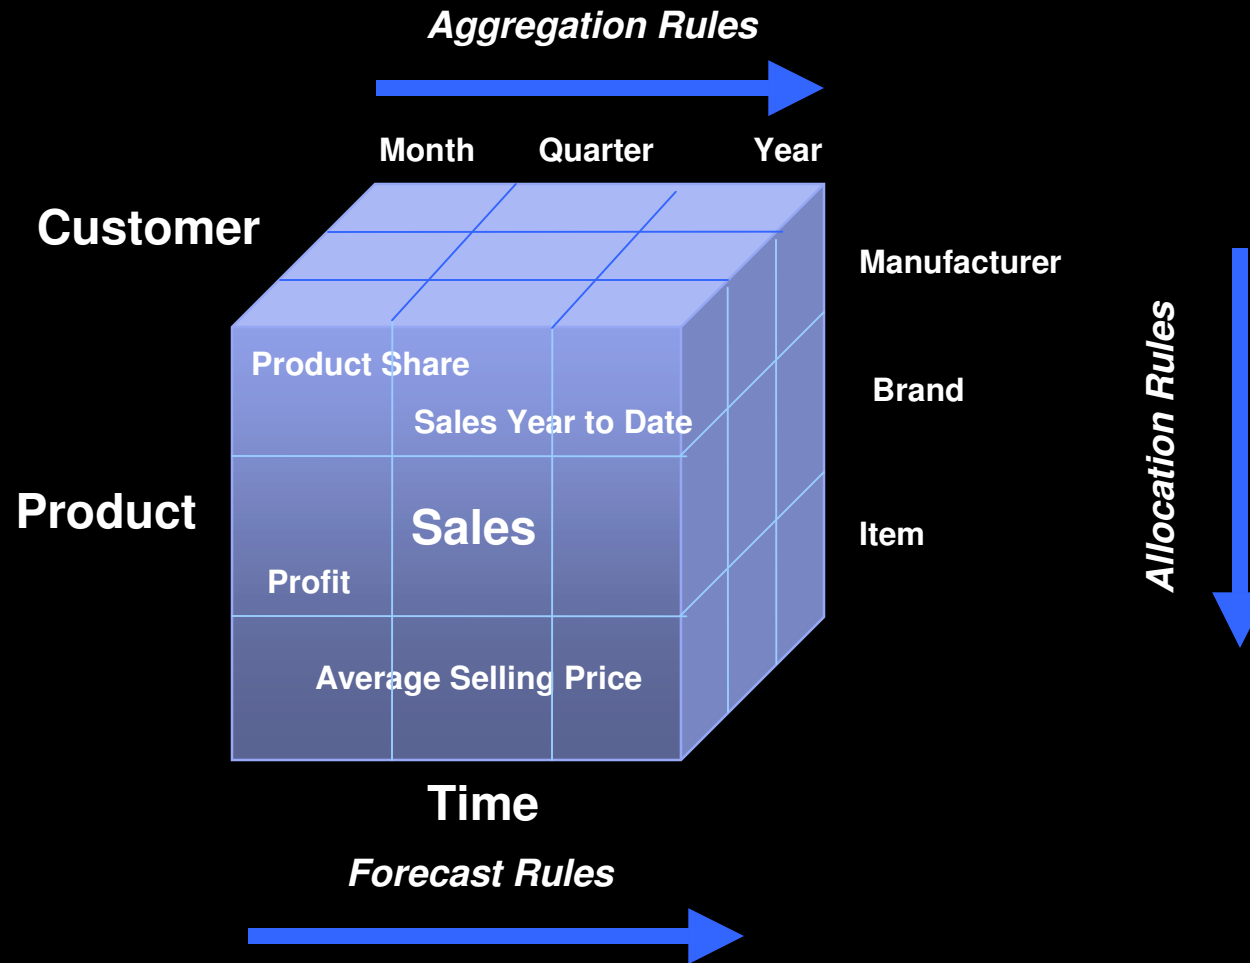 Aggregation Rules
Month Quarter Year
Customer
Manufacturer
Product Share
Brand
Sales Year to Date
Allocation Rules
Product
Sales
Item
Profit
Average Selling Price
Time
Forecast Rules